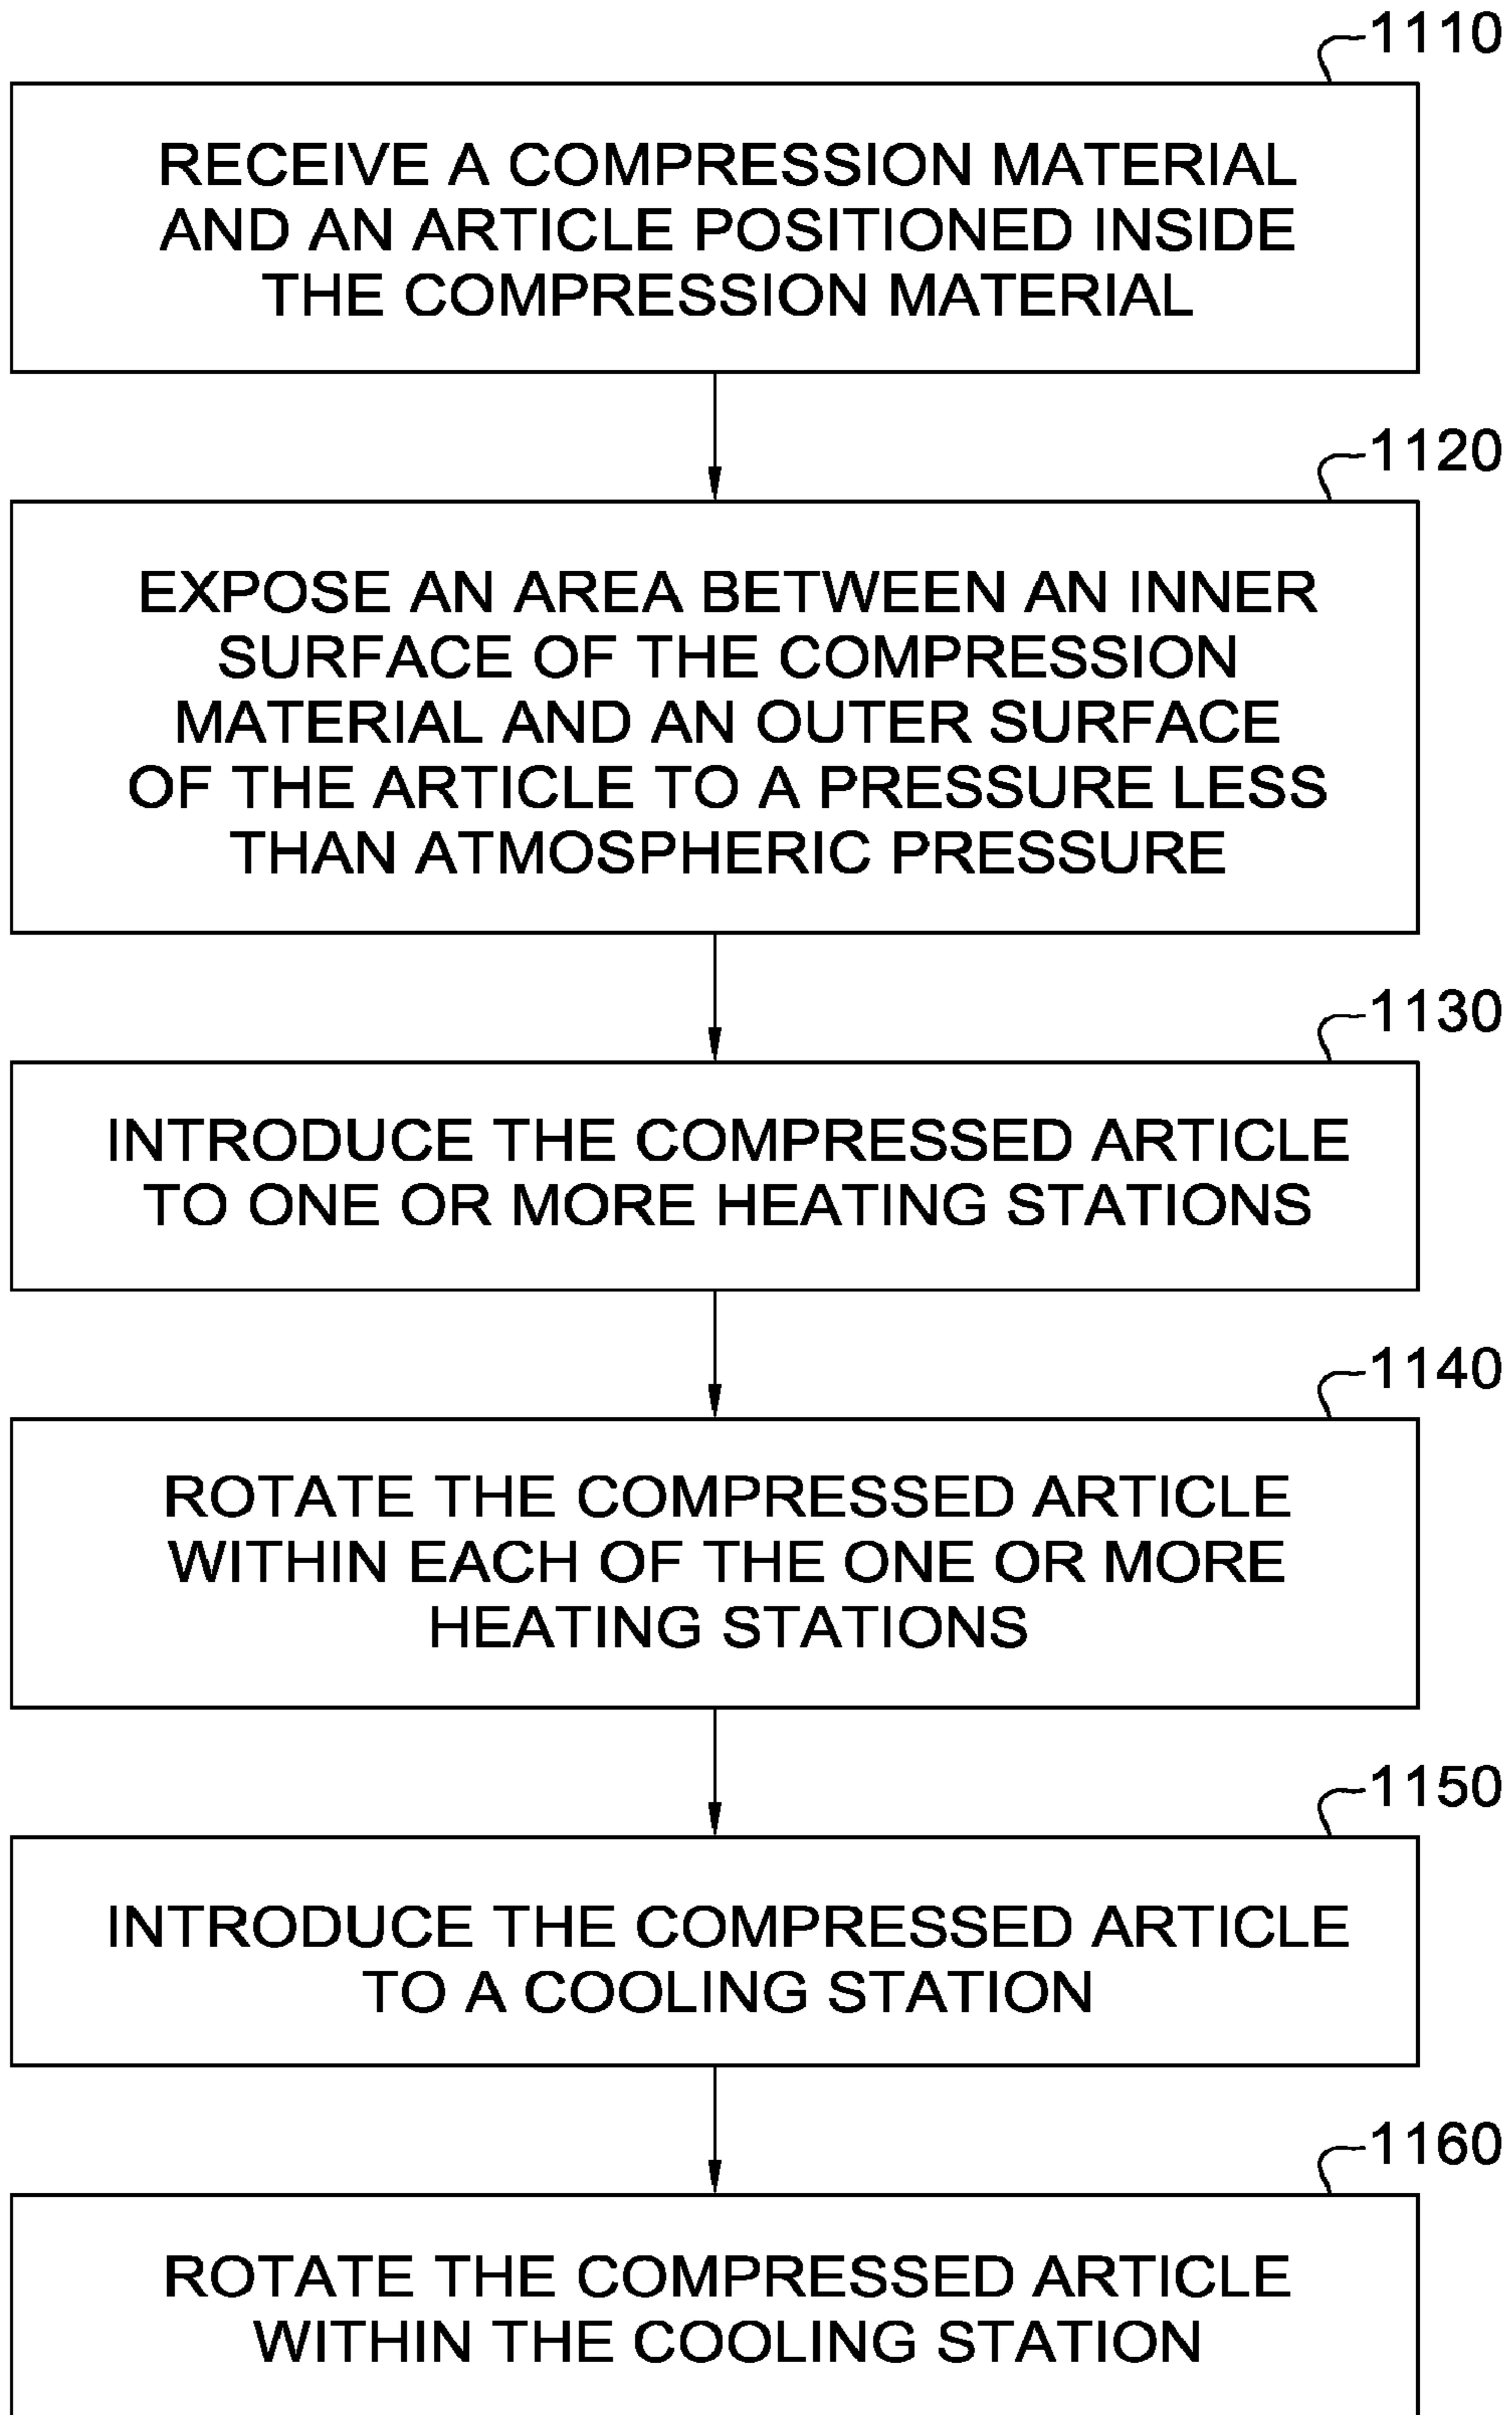 1110
RECEIVE A COMPRESSION MATERIAL
AND AN ARTICLE POSITIONED INSIDE
THE COMPRESSION MATERIAL
1120
EXPOSE AN AREA BETWEEN AN INNER
SURFACE OF THE COMPRESSION
MATERIAL AND AN OUTER SURFACE
OF THE ARTICLE TO A PRESSURE LESS
THAN ATMOSPHERIC PRESSURE
1130
INTRODUCE THE COMPRESSED ARTICLE
TO ONE OR MORE HEATING STATIONS
1140
ROTATE THE COMPRESSED ARTICLE
WITHIN EACH OF THE ONE OR MORE
HEATING STATIONS
1150
INTRODUCE THE COMPRESSED ARTICLE
TO A COOLING STATION
1160
ROTATE THE COMPRESSED ARTICLE
WITHIN THE COOLING STATION